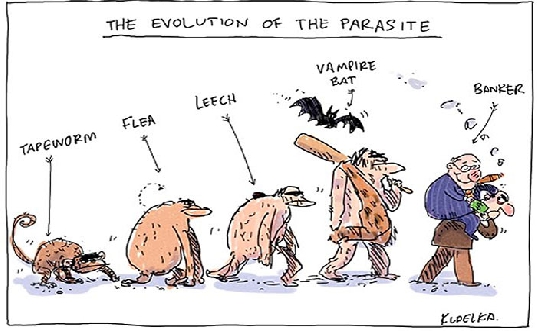 THE EVOLUTION OF THE PARASITE
TAPEWORM
FLEA
LEECH
VAMPIRE
BAT
BANKER
KUDELKA.